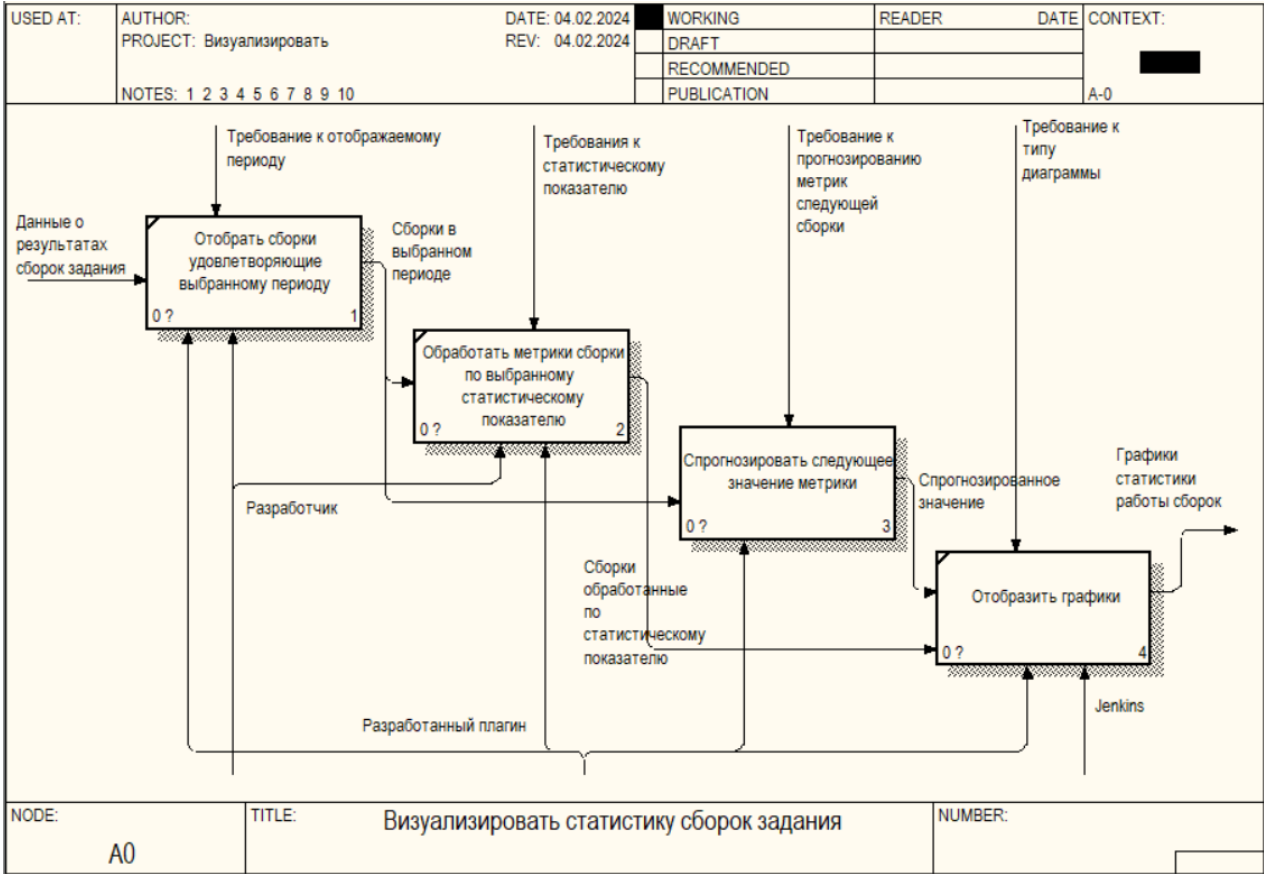 USED AT:
AUTHOR:
DATE: 04.02.2024
PROJECT: Визуализировать
REV: 04.02.2024
NOTES: 1 2 3 4 5 6 7 8 9 10
WORKING
DRAFT
RECOMMENDED
PUBLICATION
READER
DATE
CONTEXT:
A-0
Требование к отображаемому
периоду
Требования к
статистическому
показателю
Требование к
прогнозированию
метрик
следующей
сборки
Требование к
типу
диаграммы
Данные о
результатах
сборок задания
Отобрать сборки
удовлетворяющие
выбранному периоду
0 ?
1
Сборки в
выбранном
периоде
Обработать метрики сборки
по выбранному
статистическому
показателю
0 ?
2
Разработчик
Спрогнозировать следующее
значение метрики
0 ?
3
Спрогнозированное
значение
Графики
статистики
работы сборок
Сборки
обработанные
по
статистическому
показателю
Отобразить графики
0 ?
4
Разработанный плагин
Jenkins
NODE:
A0
TITLE:
Визуализировать статистику сборок задания
NUMBER: